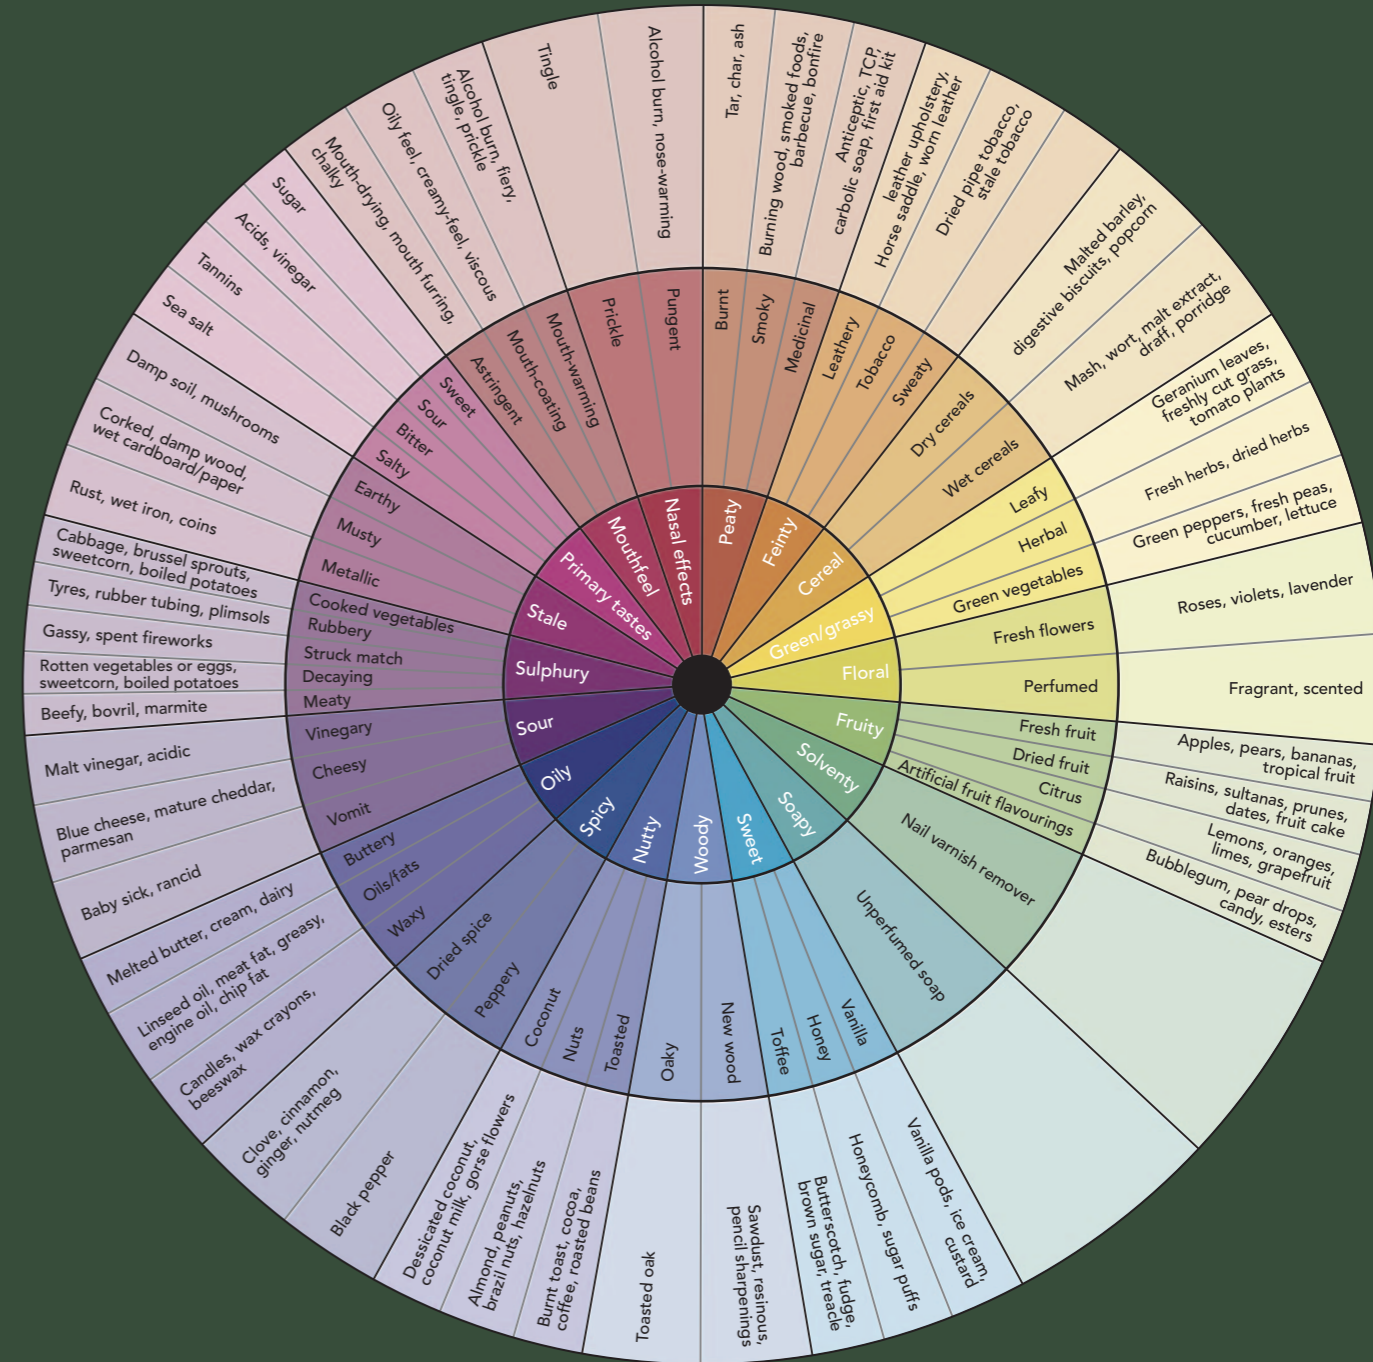 Peaty
Feinty
Cereal
Green/grassy
Floral
Fruity
Solventy
Soapy
Sweet
Woody
Nutty
Spicy
Oily
Sour
Sulphury
Stale
Primary tastes
Mouthfeel
Nasal effects
Burnt
Smoky
Medicinal
Leathery
Tobacco
Sweaty
Dry cereals
Wet cereals
Leafy
Herbal
Green vegetables
Fresh flowers
Perfumed
Fresh fruit
Dried fruit
Citrus
Artificial fruit flavourings
Nail varnish remover
Unperfumed soap
Vanilla
Honey
Toffee
New wood
Oaky
Toasted
Nuts
Coconut
Peppery
Dried spice
Waxy
Oils/fats
Buttery
Vomit
Cheesy
Vinegary
Meaty
Decaying
Struck match
Rubbery
Cooked vegetables
Metallic
Musty
Earthy
Salty
Bitter
Sour
Sweet
Astringent
Mouth-coating
Mouth-warming
Prickle
Pungent
Tar, char, ash
Burning wood, smoked foods,
barbecue, bonfire
Anticeptic, TCP,
carbolic soap, first aid kit
leather upholstery,
Horse saddle, worn leather
Dried pipe tobacco,
stale tobacco
Malted barley,
digestive biscuits, popcorn
Mash, wort, malt extract,
draff, porridge
Geranium leaves,
freshly cut grass,
tomato plants
Fresh herbs, dried herbs
Green peppers, fresh peas,
cucumber, lettuce
Roses, violets, lavender
Fragrant, scented
Apples, pears, bananas,
tropical fruit
Raisins, sultanas, prunes,
dates, fruit cake
Lemons, oranges,
limes, grapefruit
Bubblegum, pear drops,
candy, esters
Vanilla pods, ice cream,
custard
Honeycomb, sugar puffs
Butterscotch, fudge,
brown sugar, treacle
Sawdust, resinous,
pencil sharpenings
Toasted oak
Burnt toast, cocoa,
coffee, roasted beans
Almond, peanuts,
brazil nuts, hazelnuts
Dessicated coconut,
coconut milk, gorse flowers
Black pepper
Clove, cinnamon,
ginger, nutmeg
Candles, wax crayons,
beeswax
Linseed oil, meat fat, greasy,
engine oil, chip fat
Melted butter, cream, dairy
Baby sick, rancid
Blue cheese, mature cheddar,
parmesan
Malt vinegar, acidic
Beefy, bovril, marmite
Rotten vegetables or eggs,
sweetcorn, boiled potatoes
Gassy, spent fireworks
Tyres, rubber tubing, plimsols
Cabbage, brussel sprouts,
sweetcorn, boiled potatoes
Rust, wet iron, coins
Corked, damp wood,
wet cardboard/paper
Damp soil, mushrooms
Sea salt
Tannins
Acids, vinegar
Sugar
Mouth-drying, mouth furring,
chalky
Oily feel, creamy-feel, viscous
Alcohol burn, fiery,
tingle, prickle
Tingle
Alcohol burn, nose-warming